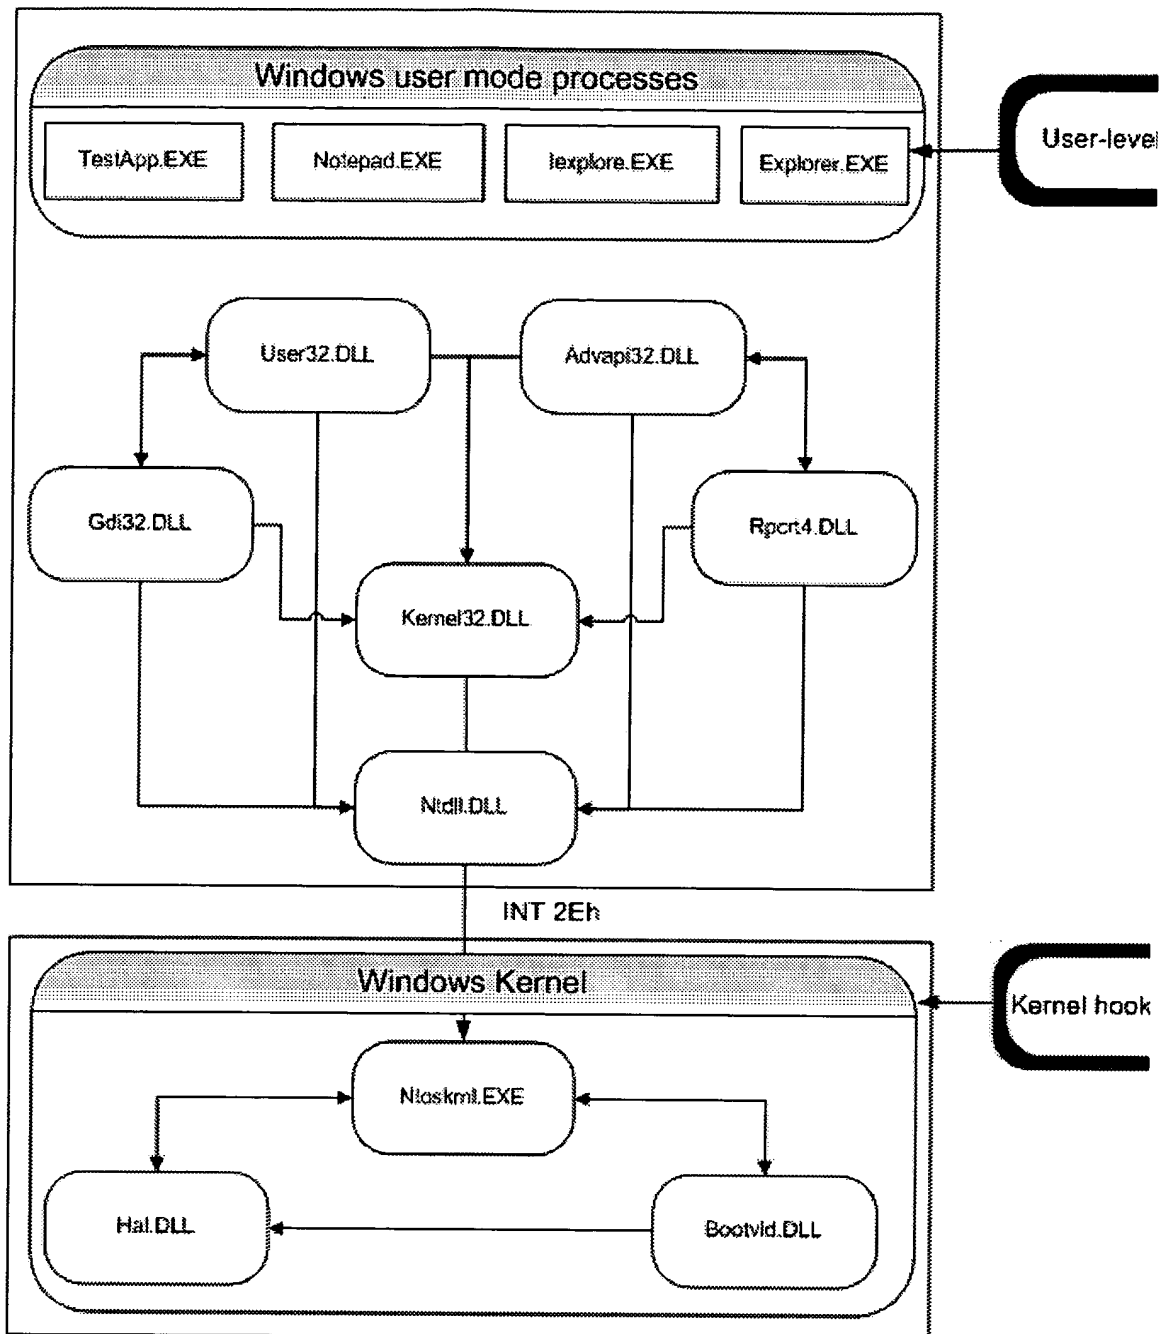 Windows user mode processes
TestApp.EXE
Notepad.EXE
Iexplore.EXE
Explorer.EXE
User-level
User32.DLL
Advapi32.DLL
Gdi32.DLL
Rpcrt4.DLL
Kernel32.DLL
Ntdll.DLL
INT 2Eh
Windows Kernel
Kernel hook
Ntoskrnl.EXE
Hal.DLL
Bootvid.DLL